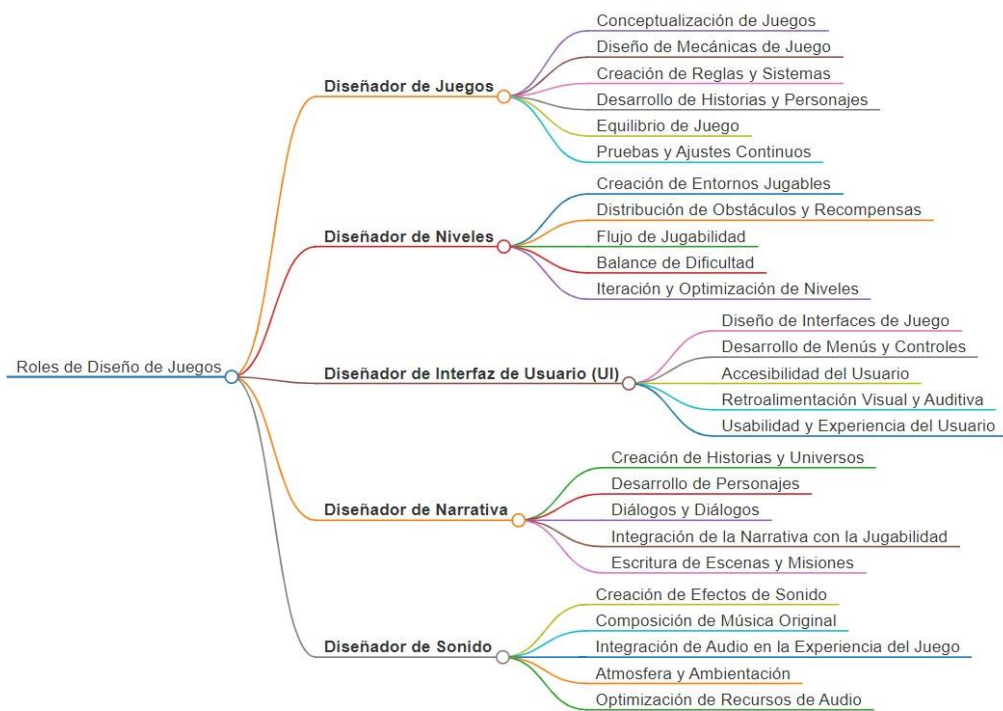 Roles de Diseño de Juegos
Diseñador de Juegos
Conceptualización de Juegos
Diseño de Mecánicas de Juego
Creación de Reglas y Sistemas
Desarrollo de Historias y Personajes
Equilibrio de Juego
Pruebas y Ajustes Continuos
Diseñador de Niveles
Creación de Entornos Jugables
Distribución de Obstáculos y Recompensas
Flujo de Jugabilidad
Balance de Dificultad
Iteración y Optimización de Niveles
Diseñador de Interfaz de Usuario (UI)
Diseño de Interfaces de Juego
Desarrollo de Menús y Controles
Accesibilidad del Usuario
Retroalimentación Visual y Auditiva
Usabilidad y Experiencia del Usuario
Diseñador de Narrativa
Creación de Historias y Universos
Desarrollo de Personajes
Diálogos y Diálogos
Integración de la Narrativa con la Jugabilidad
Escritura de Escenas y Misiones
Diseñador de Sonido
Creación de Efectos de Sonido
Composición de Música Original
Integración de Audio en la Experiencia del Juego
Atmosfera y Ambientación
Optimización de Recursos de Audio